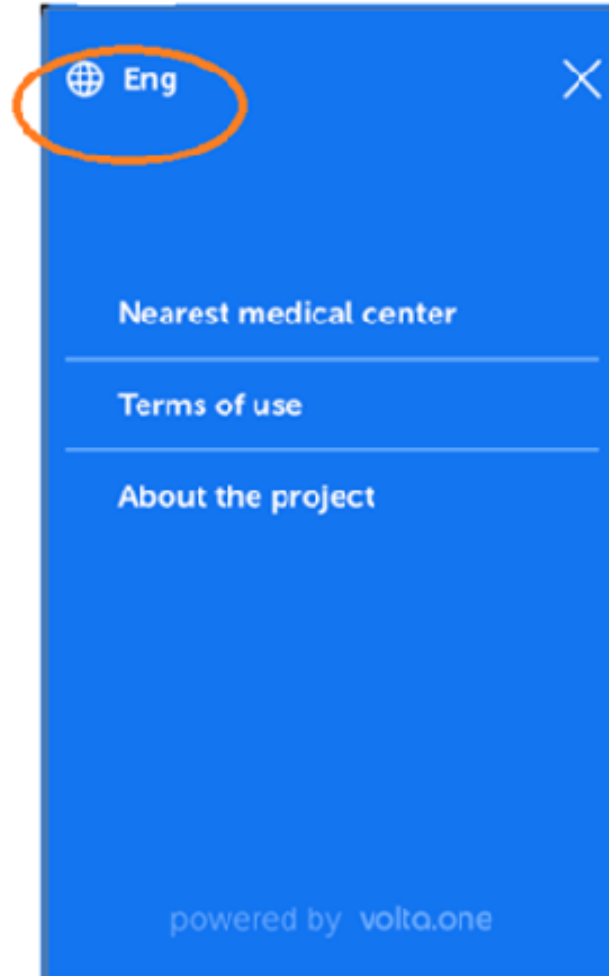 Eng
Nearest medical center
Terms of use
About the project
powered by volta.one